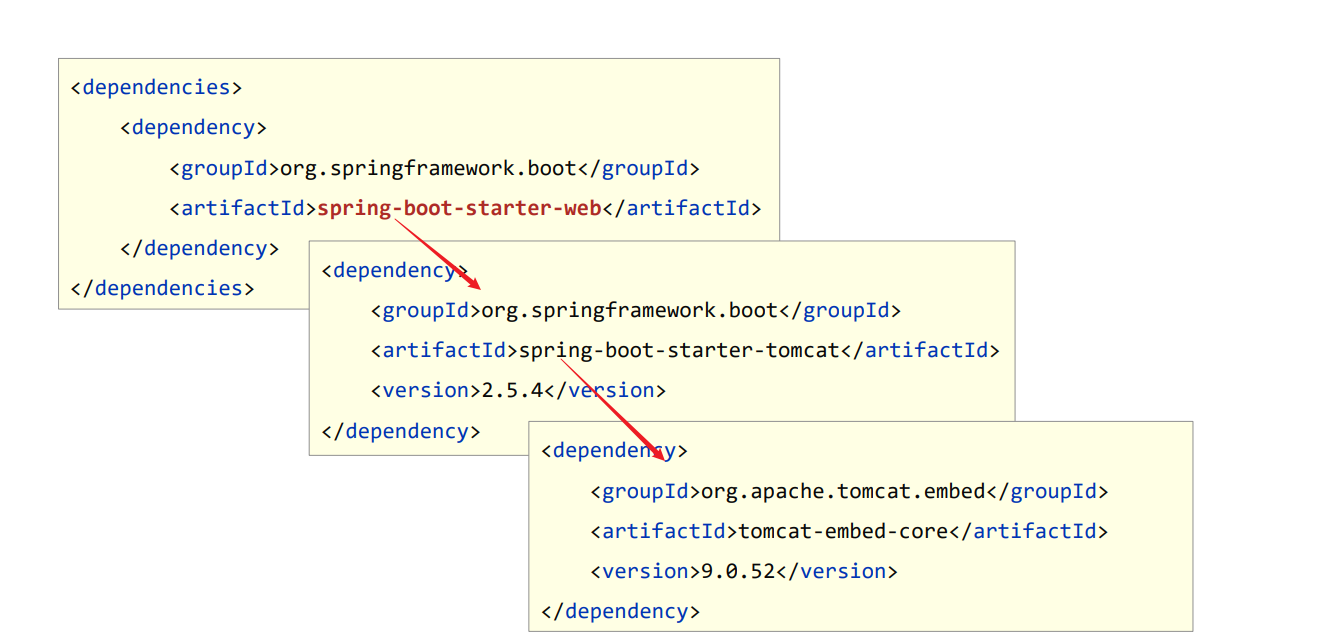 <dependencies>
<dependency>
<groupId>org.springframework.boot</groupId>
<artifactId>spring-boot-starter-web</artifactId>
</dependency>
</dependencies>
<dependency>
<groupId>org.springframework.boot</groupId>
<artifactId>spring-boot-starter-tomcat</artifactId>
<version>2.5.4</version>
</dependency>
<dependency>
<groupId>org.apache.tomcat.embed</groupId>
<artifactId>tomcat-embed-core</artifactId>
<version>9.0.52</version>
</dependency>